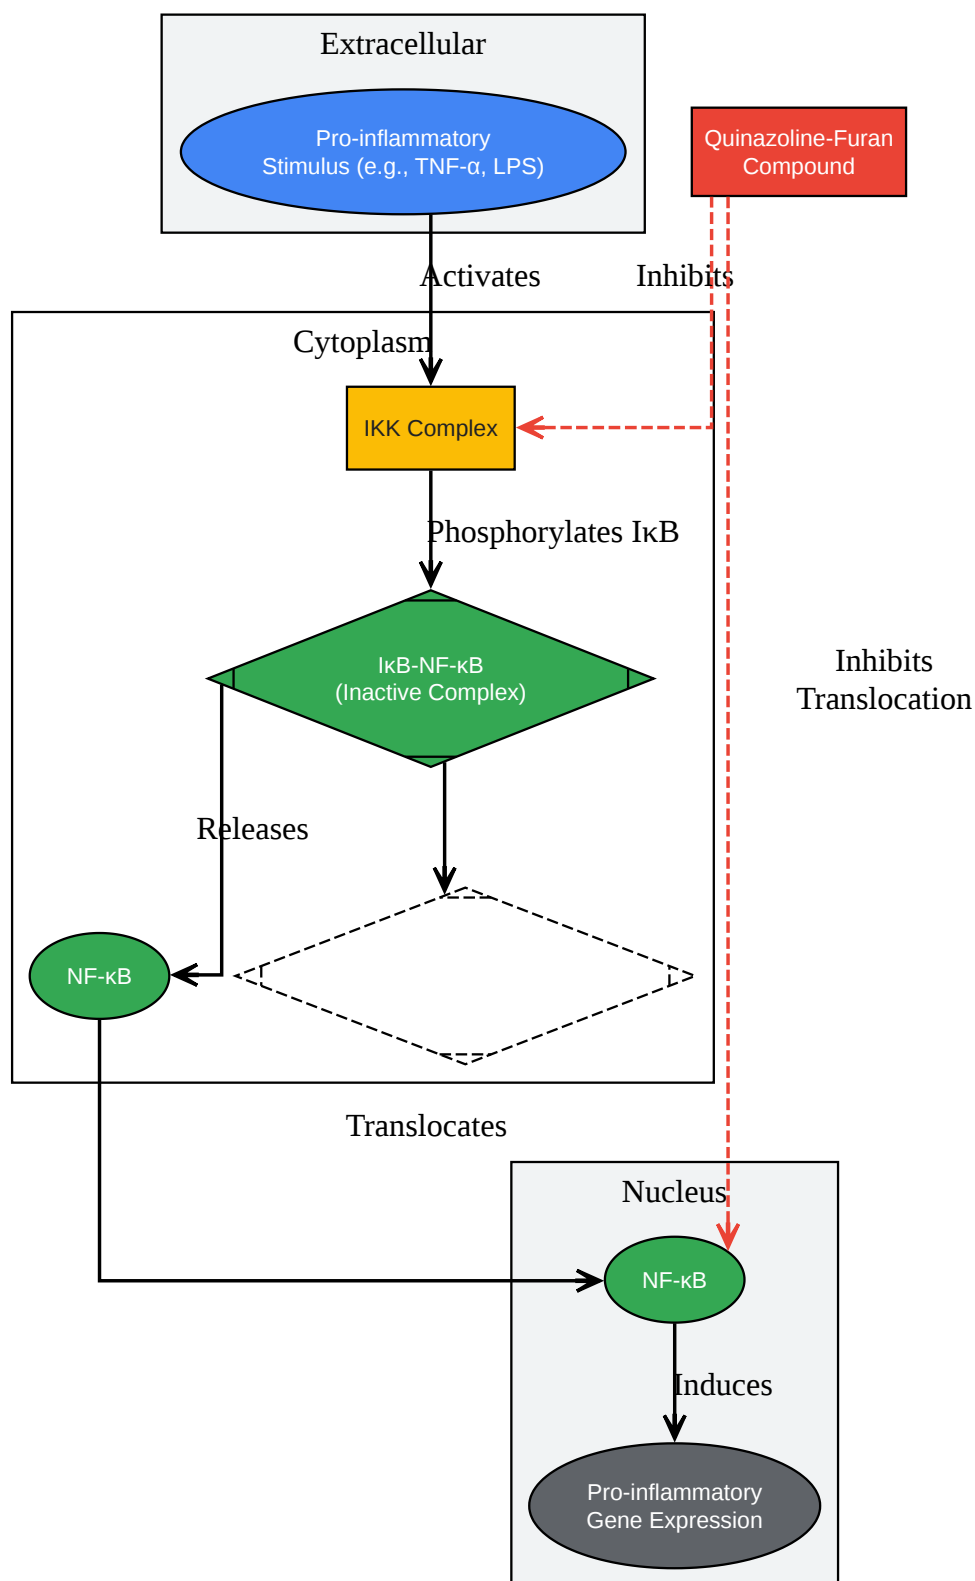 Extracellular
Pro-inflammatory
Stimulus (e.g., TNF-α, LPS)
Quinazoline-Furan
Compound
Activates
Inhibits
Cytoplasm
IKK Complex
Phosphorylates IκB
IκB-NF-κB
(Inactive Complex)
Inhibits
Translocation
Releases
NF-κB
Translocates
Nucleus
NF-κB
Induces
Pro-inflammatory
Gene Expression